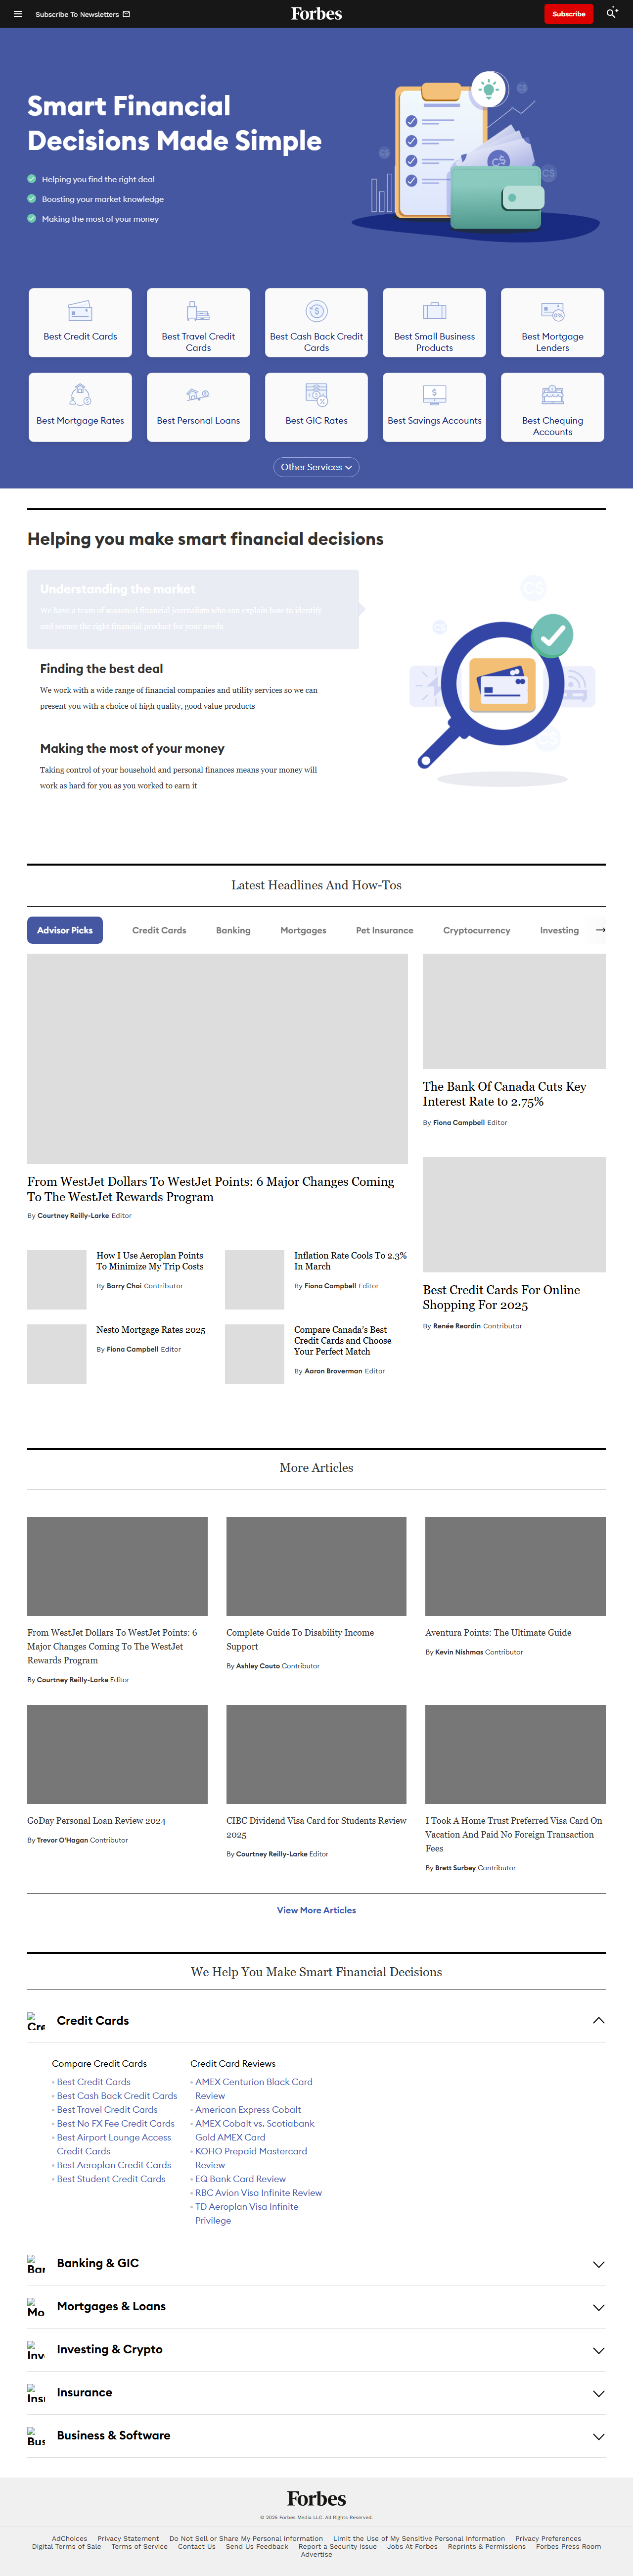 Subscribe To Newsletters
Forbes
Subscribe
Smart Financial
Decisions Made Simple
Helping you find the right deal
Boosting your market knowledge
Making the most of your money
C$
C$
C$
C$
Best Credit Cards
Best Travel Credit
Cards
Best Cash Back Credit
Cards
Best Small Business
Products
Best Mortgage
Lenders
Best Mortgage Rates
Best Personal Loans
Best GIC Rates
Best Savings Accounts
Best Chequing
Accounts
Other Services
Helping you make smart financial decisions
Understanding the market
We have a team of seasoned financial journalists who can explain how to identify
and secure the right financial product for your needs
Finding the best deal
We work with a wide range of financial companies and utility services so we can
present you with a choice of high quality, good value products
Making the most of your money
Taking control of your household and personal finances means your money will
work as hard for you as you worked to earn it
C$
C$
C$
Latest Headlines And How-Tos
Advisor Picks
Credit Cards
Banking
Mortgages
Pet Insurance
Cryptocurrency
Investing
From WestJet Dollars To WestJet Points: 6 Major Changes Coming
To The WestJet Rewards Program
By Courtney Reilly-Larke Editor
The Bank Of Canada Cuts Key
Interest Rate to 2.75%
By Fiona Campbell Editor
Best Credit Cards For Online
Shopping For 2025
By Renée Reardin Contributor
How I Use Aeroplan Points
To Minimize My Trip Costs
By Barry Choi Contributor
Inflation Rate Cools To 2.3%
In March
By Fiona Campbell Editor
Nesto Mortgage Rates 2025
By Fiona Campbell Editor
Compare Canada's Best
Credit Cards and Choose
Your Perfect Match
By Aaron Broverman Editor
More Articles
From WestJet Dollars To WestJet Points: 6
Major Changes Coming To The WestJet
Rewards Program
By Courtney Reilly-Larke Editor
Complete Guide To Disability Income
Support
By Ashley Couto Contributor
Aventura Points: The Ultimate Guide
By Kevin Nishmas Contributor
GoDay Personal Loan Review 2024
By Trevor O'Hagan Contributor
CIBC Dividend Visa Card for Students Review
2025
By Courtney Reilly-Larke Editor
I Took A Home Trust Preferred Visa Card On
Vacation And Paid No Foreign Transaction
Fees
By Brett Surbey Contributor
View More Articles
We Help You Make Smart Financial Decisions
Cre
Credit Cards
Compare Credit Cards
Best Credit Cards
Best Cash Back Credit Cards
Best Travel Credit Cards
Best No FX Fee Credit Cards
Best Airport Lounge Access
Credit Cards
Best Aeroplan Credit Cards
Best Student Credit Cards
Credit Card Reviews
AMEX Centurion Black Card
Review
American Express Cobalt
AMEX Cobalt vs. Scotiabank
Gold AMEX Card
KOHO Prepaid Mastercard
Review
EQ Bank Card Review
RBC Avion Visa Infinite Review
TD Aeroplan Visa Infinite
Privilege
Bar
Banking & GIC
Mo
Mortgages & Loans
Inv
Investing & Crypto
Insu
Insurance
Bus
Business & Software
Forbes
© 2025 Forbes Media LLC. All Rights Reserved.
AdChoices Privacy Statement Do Not Sell or Share My Personal Information Limit the Use of My Sensitive Personal Information Privacy Preferences
Digital Terms of Sale Terms of Service Contact Us Send Us Feedback Report a Security Issue Jobs At Forbes Reprints & Permissions Forbes Press Room
Advertise